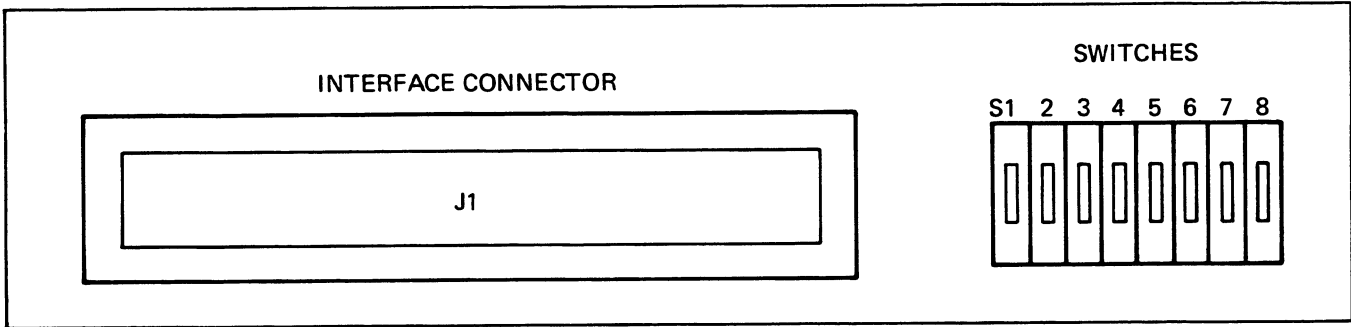 INTERFACE CONNECTOR
J1
SWITCHES
S1 2 3 4 5 6 7 8